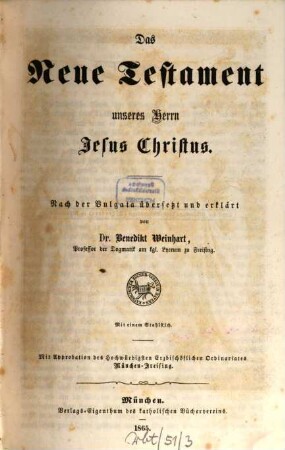 Das
Neue Testament
unseres Herrn
Jesus Christus.
Nach der Vulgata übersetzt und erklärt
von
Dr. Benedikt Weinhart,
Professor der Dogmatik am kgl. Lyceum zu Freising.
Mit einem Stahlstich.
Mit Approbation des Hochwürdigsten Erzbischöflichen Ordinariates
München-Freising.
München.
Verlags-Eigenthum des katholischen Büchervereins.
1865.
/51/3